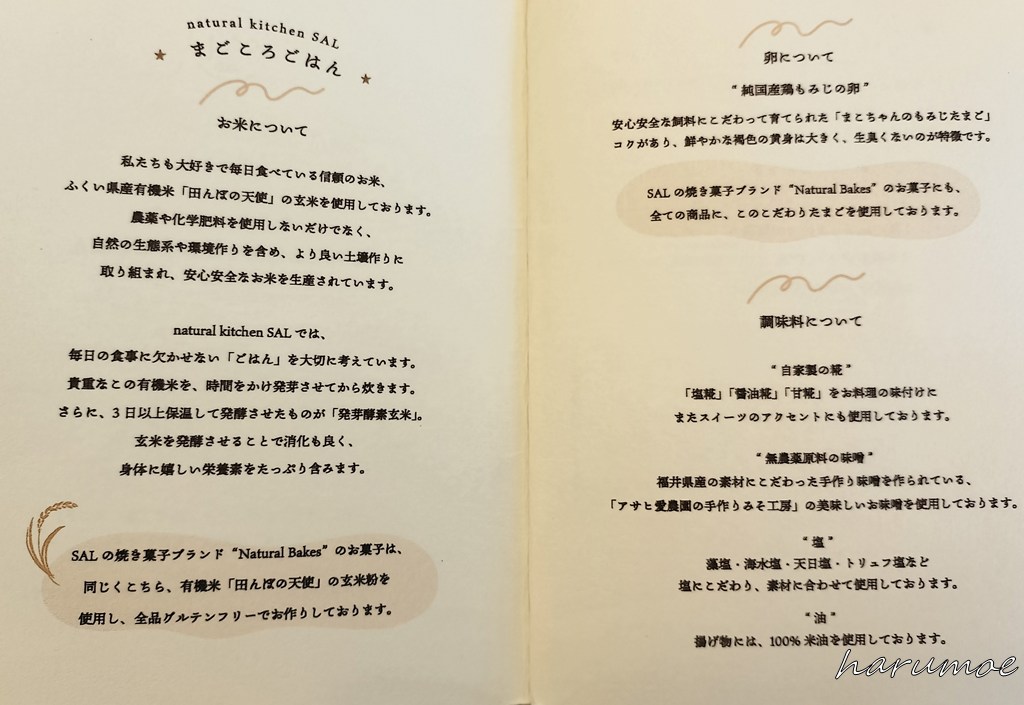 natural kitchen SAL
まごころごはん
お米について
私たちも大好きで毎日食べている信頼のお米、
ふくい県産有機米「田んぼの天使」の玄米を使用しております。
農薬や化学肥料を使用しないだけでなく、
自然の生態系や環境作りを含め、より良い土壌作りに
取り組まれ、安心安全なお米を生産されています。
natural kitchen SAL では、
毎日の食事に欠かせない「ごはん」を大切に考えています。
貴重なこの有機米を、時間をかけ発芽させてから炊きます。
さらに、3 日以上保温して発酵させたものが「発芽酵素玄米」。
玄米を発酵させることで消化も良く、
身体に嬉しい栄養素をたっぷり含みます。
SAL の焼き菓子ブランド “Natural Bakes” のお菓子は、
同じくこちら、有機米「田んぼの天使」の玄米粉を
使用し、全品グルテンフリーでお作りしております。
卵について
“ 純国産鶏もみじの卵 ”
安心安全な飼料にこだわって育てられた「まこちゃんのもみじたまご」
コクがあり、鮮やかな褐色の黄身は大きく、生臭くないのが特徴です。
SAL の焼き菓子ブランド “Natural Bakes” のお菓子にも、
全ての商品に、このこだわりたまごを使用しております。
調味料について
“ 自家製の糀 ”
「塩糀」「醤油糀」「甘糀」をお料理の味付けに
またスイーツのアクセントにも使用しております。
“ 無農薬原料の味噌 ”
福井県産の素材にこだわった手作り味噌を作られている、
「アサヒ愛農園の手作りみそ工房」の美味しいお味噌を使用しております。
“ 塩 ”
藻塩・海水塩・天日塩・トリュフ塩など
塩にこだわり、素材に合わせて使用しております。
“ 油 ”
揚げ物には、100% 米油を使用しております。
harumoe